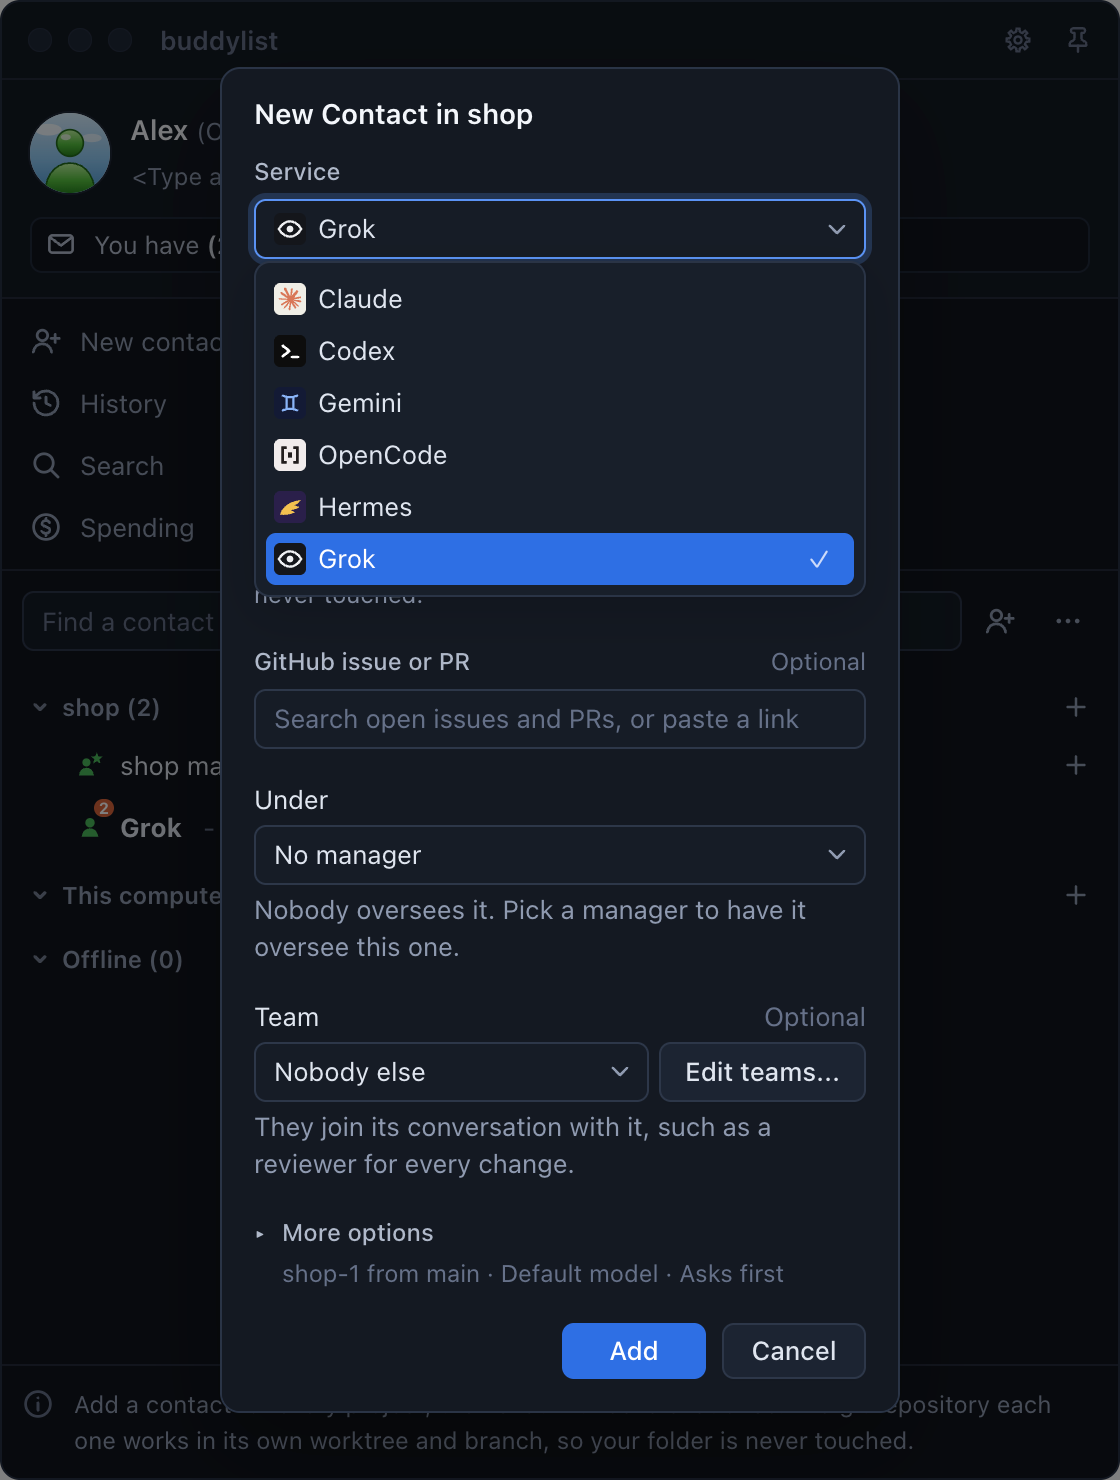 buddylist
New Contact in shop
Alex
<Type a
Service
Grok
You have
Claude
Codex
Gemini
OpenCode
Hermes
Grok
New contac
History
Search
Spending
never touched.
Find a contact
GitHub issue or PR
Optional
Search open issues and PRs, or paste a link
shop (2)
shop ma
2
Grok -
This compute
Offline (0)
Under
No manager
Nobody oversees it. Pick a manager to have it
oversee this one.
Team
Optional
Nobody else
Edit teams...
They join its conversation with it, such as a
reviewer for every change.
More options
shop-1 from main · Default model · Asks first
Add
Cancel
Add a contact
epository each
one works in its own worktree and branch, so your folder is never touched.